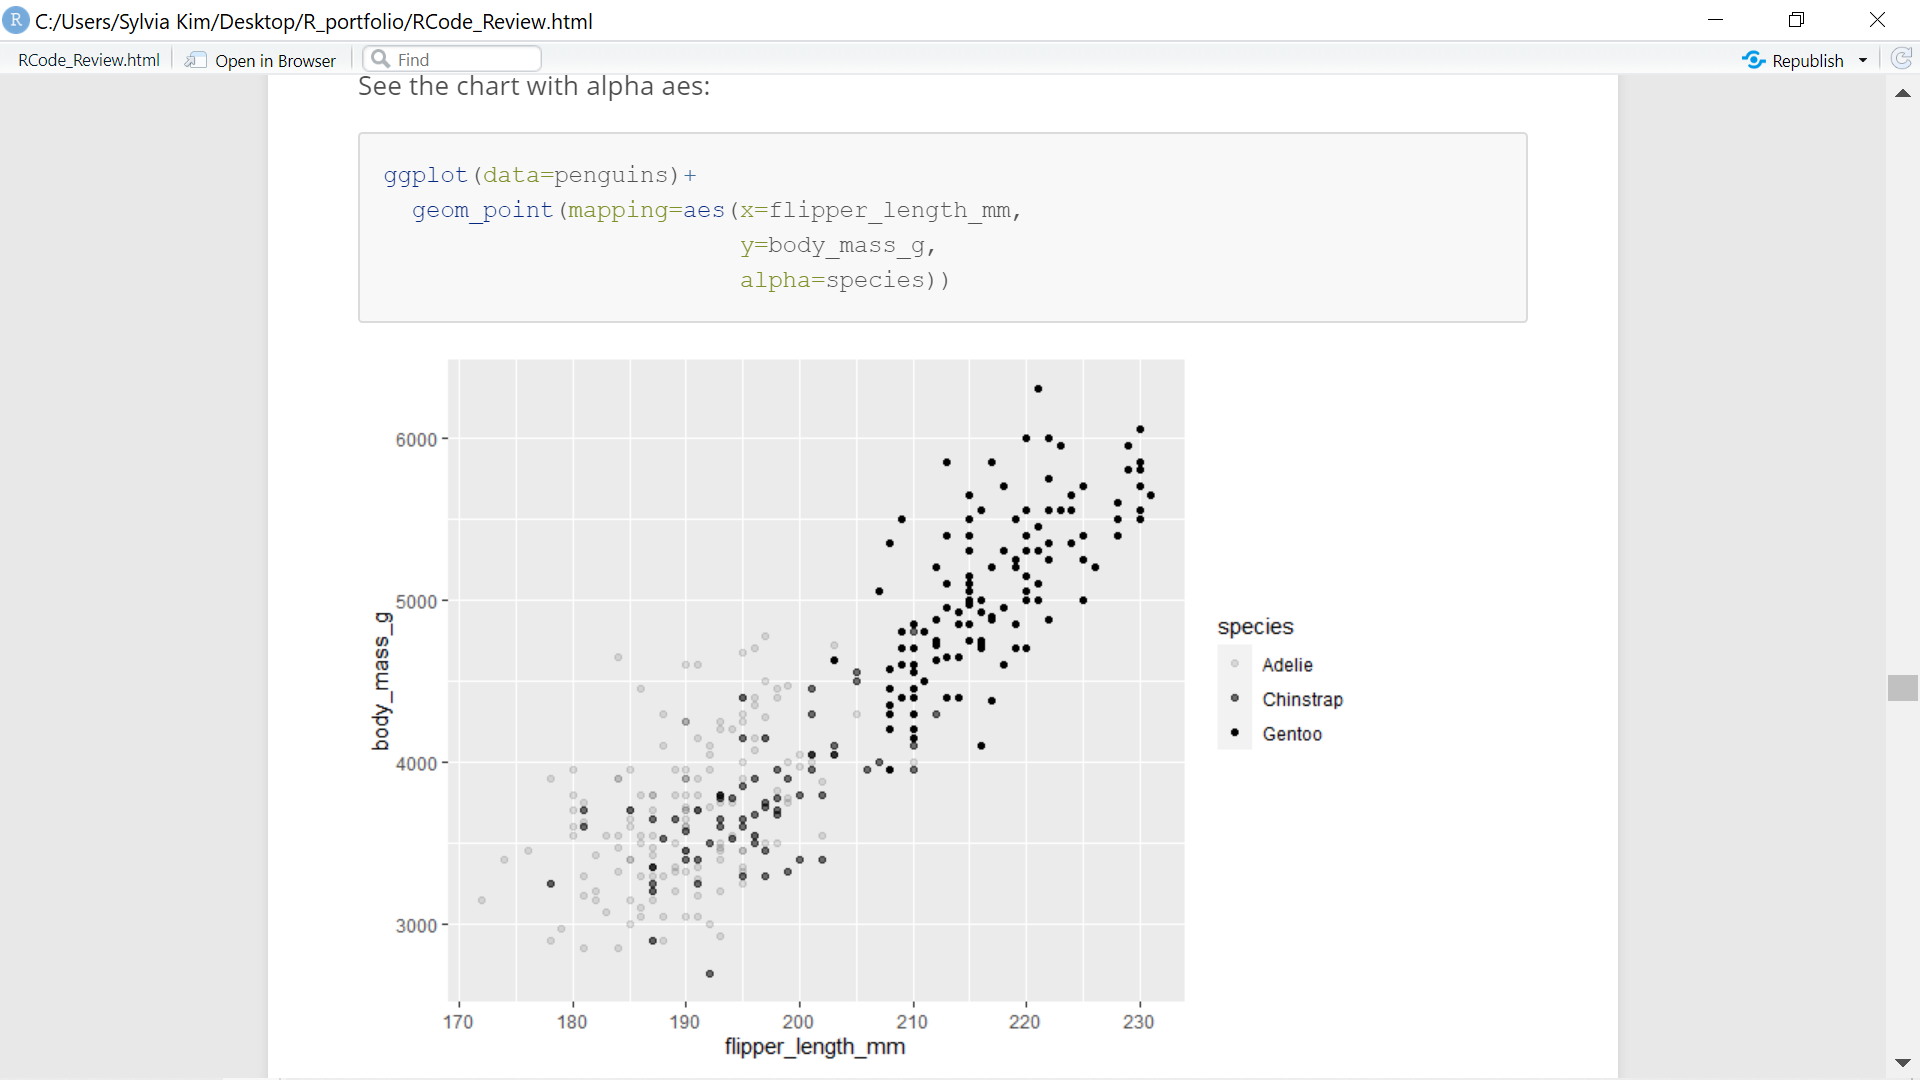 R C:/Users/Sylvia Kim/Desktop/R_portfolio/RCode_Review.html
RCode_Review.html Open in Browser Find Republish
See the chart with alpha aes:
ggplot(data=penguins)+
geom_point(mapping=aes(x=flipper_length_mm,
y=body_mass_g,
alpha=species))
6000
5000
4000
3000
body_mass_g
170 180 190 200 210 220 230
flipper_length_mm
species
Adelie
Chinstrap
Gentoo